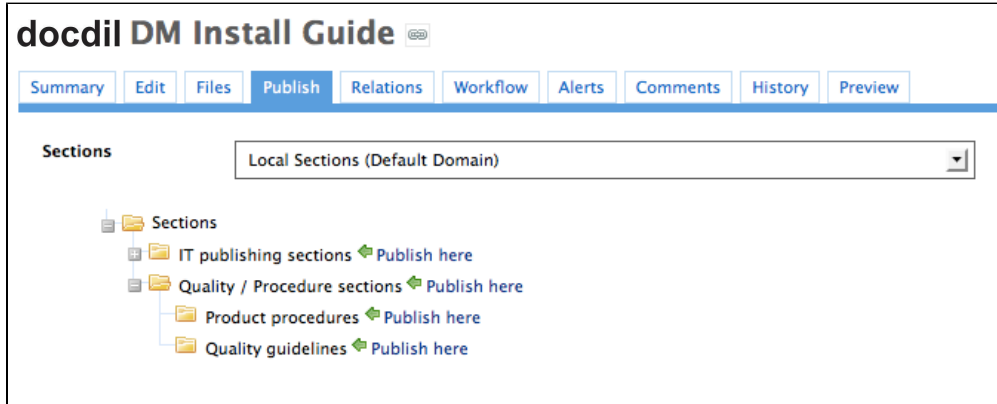 docdil DM Install Guide
Summary Edit Files Publish Relations Workflow Alerts Comments History Preview
Sections Local Sections (Default Domain)
Sections
IT publishing sections Publish here
Quality / Procedure sections Publish here
Product procedures Publish here
Quality guidelines Publish here